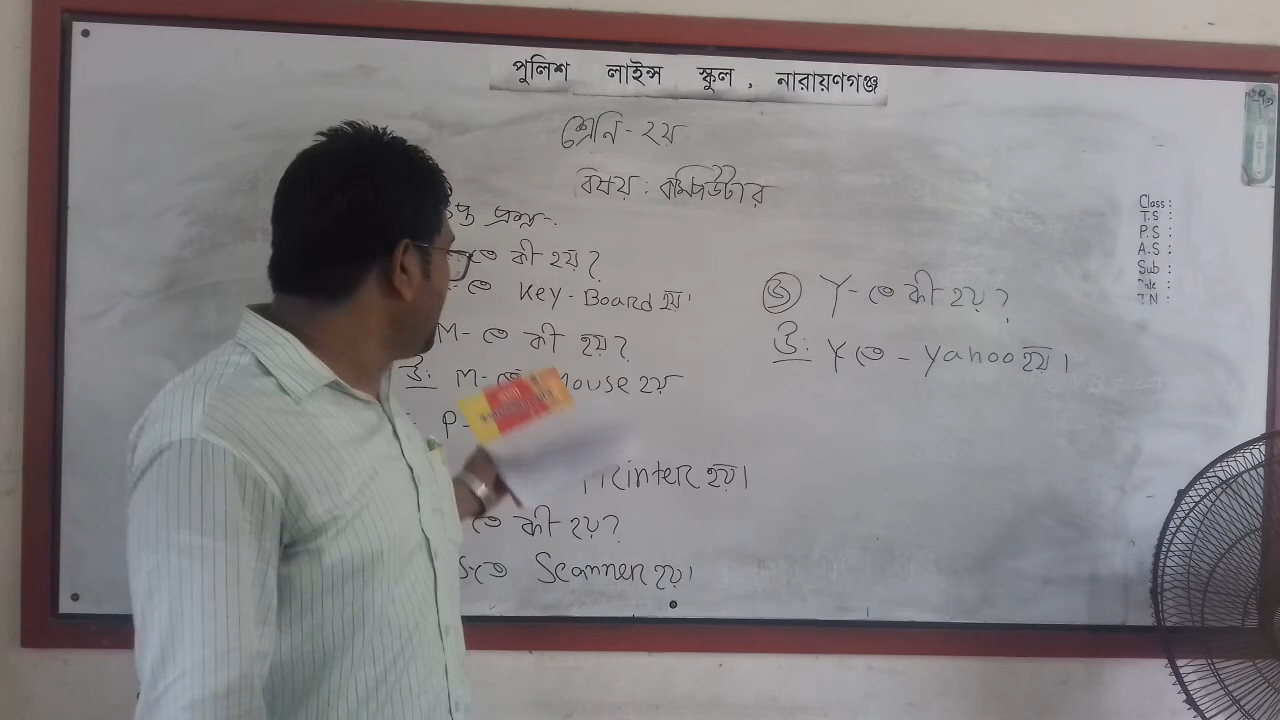 পুলিশ লাইন্স স্কুল , নারায়ণগঞ্জ
শ্রেনি - ২য়
বিষয় : কম্পিউটার
প্রশ্ন -
তে কী হয় ?
তে Key - Board হয় ।
M - তে কী হয় ?
উঃ M - তে Mouse হয়
P -
Printer হয় ।
তে কী হয় ?
S - তে Scanner হয় ।
৫ Y - তে কী হয় ?
উঃ Y তে - Yahoo হয় ।
Class :
T.S :
P.S :
A.S :
Sub :
Date :
T.N :